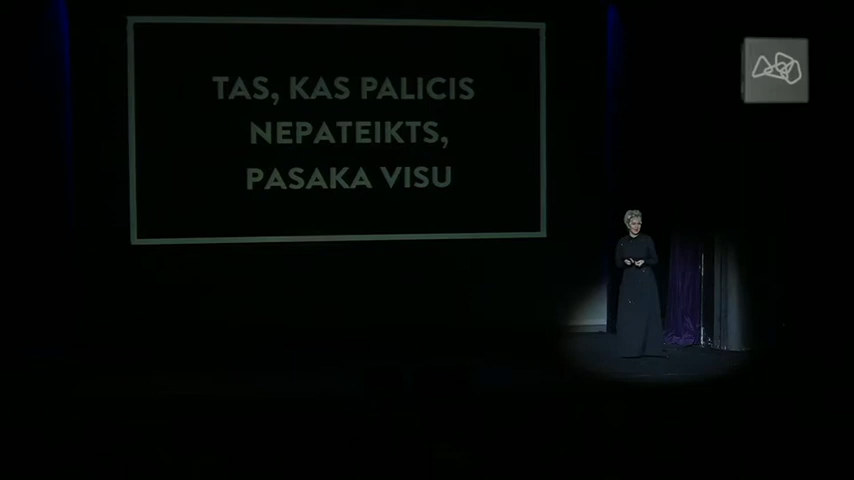 TAS, KAS PALICIS
NEPATEIKTS,
PASAKA VISU